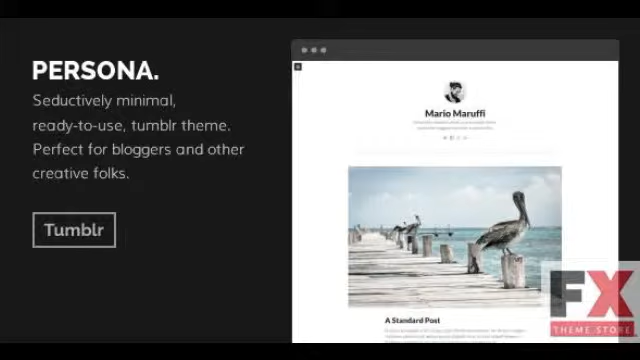 PERSONA.
Seductively minimal,
ready-to-use, tumblr theme.
Perfect for bloggers and other
creative folks.
Tumblr
Mario Maruffi
A Standard Post
FX
THEME STORE